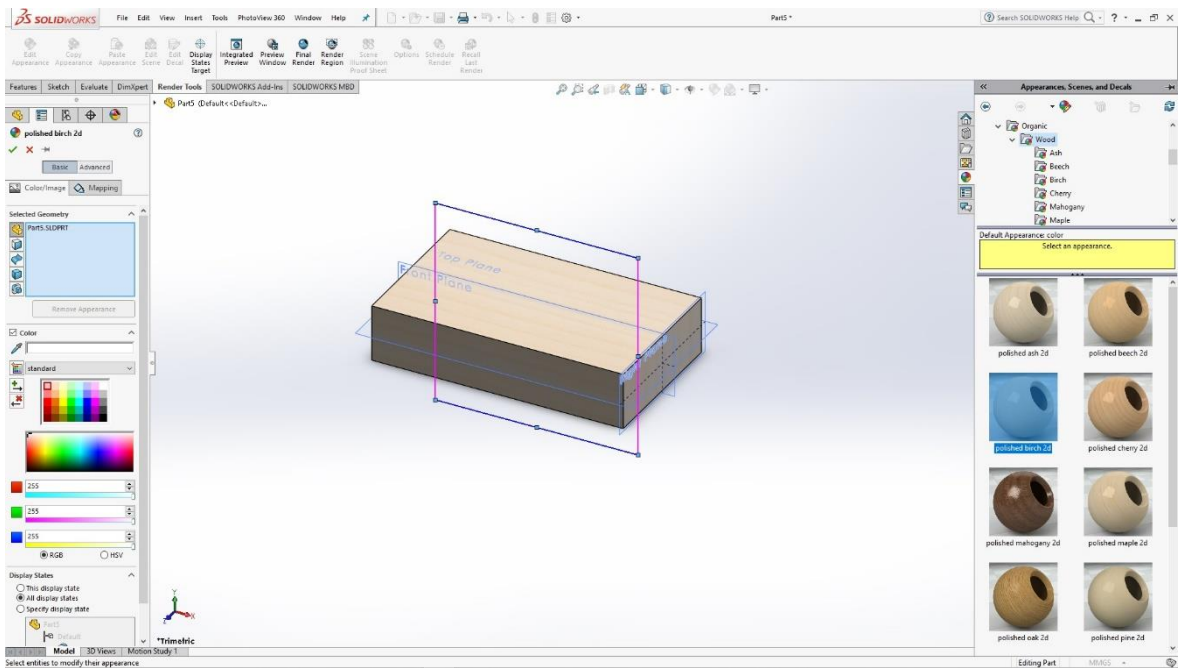 SOLIDWORKS File Edit View Insert Tools PhotoView 360 Window Help Part5 * Search SOLIDWORKS Help
Edit Appearance
Copy Appearance
Paste Appearance
Edit Scene
Edit Decal
Display States Target
Integrated Preview
Preview Window
Final Render
Render Region
Scene Illumination Proof Sheet
Options
Schedule Render
Recall Last Render
Features Sketch Evaluate DimXpert Render Tools SOLIDWORKS Add-Ins SOLIDWORKS MBD
Part5 (Default<<Default>...
polished birch 2d
Basic Advanced
Color/Image Mapping
Selected Geometry
Part5.SLDPRT
Remove Appearance
Color
standard
255
255
255
RGB HSV
Display States
This display state
All display states
Specify display state
Part5
Default
Top Plane
Front Plane
Y
X
Z
*Trimetric
Model 3D Views Motion Study 1
Select entities to modify their appearance
Editing Part MMGS
Appearances, Scenes, and Decals
Organic
Wood
Ash
Beech
Birch
Cherry
Mahogany
Maple
Default Appearance: color
Select an appearance.
polished ash 2d polished beech 2d
polished birch 2d polished cherry 2d
polished mahogany 2d polished maple 2d
polished oak 2d polished pine 2d